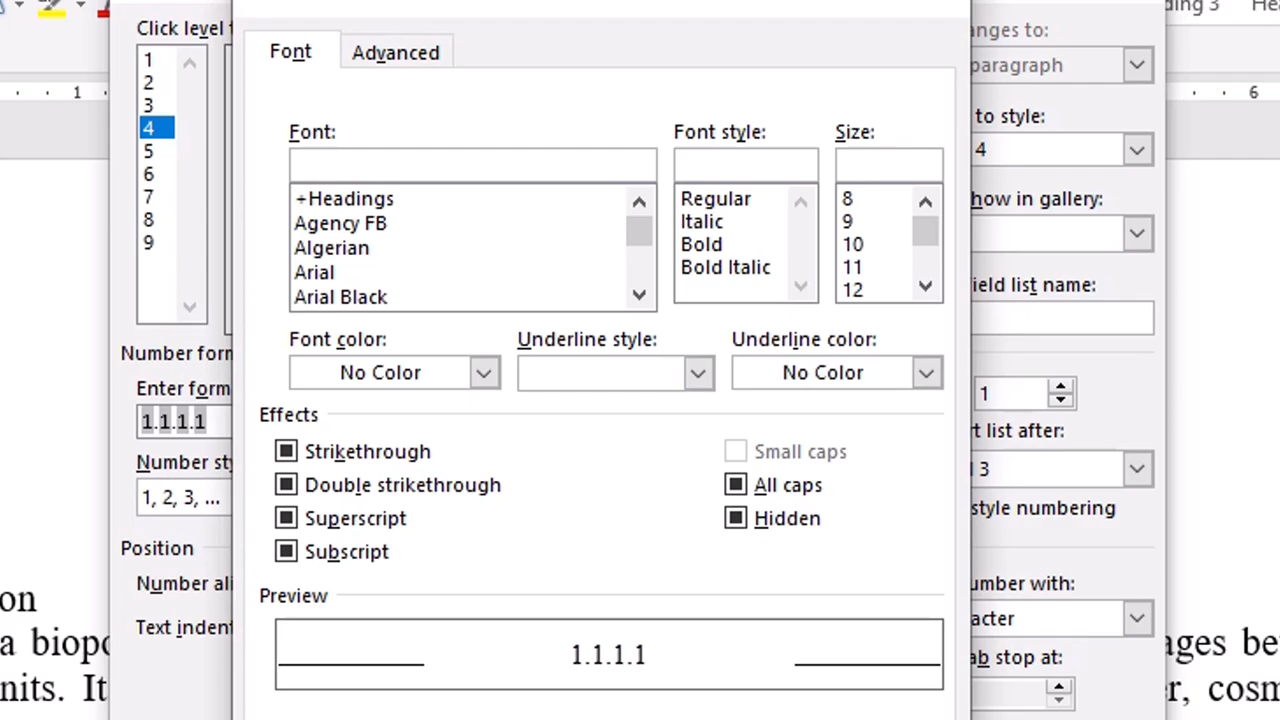 ding 3
Click level
1
2
3
4
5
6
7
8
9
Number form
Enter form
1.1.1.1
Number sty
1, 2, 3, ...
Position
Number ali
Text indent
Font
Advanced
Font:
Font style:
Size:
+Headings
Agency FB
Algerian
Arial
Arial Black
Regular
Italic
Bold
Bold Italic
8
9
10
11
12
Font color:
Underline style:
Underline color:
No Color
No Color
Effects
Strikethrough
Double strikethrough
Superscript
Subscript
Small caps
All caps
Hidden
Preview
1.1.1.1
anges to:
paragraph
to style:
4
how in gallery:
ield list name:
1
t list after:
3
style numbering
umber with:
acter
ab stop at:
1
6
on
a biopo
ages be
nits. It
r, cosm